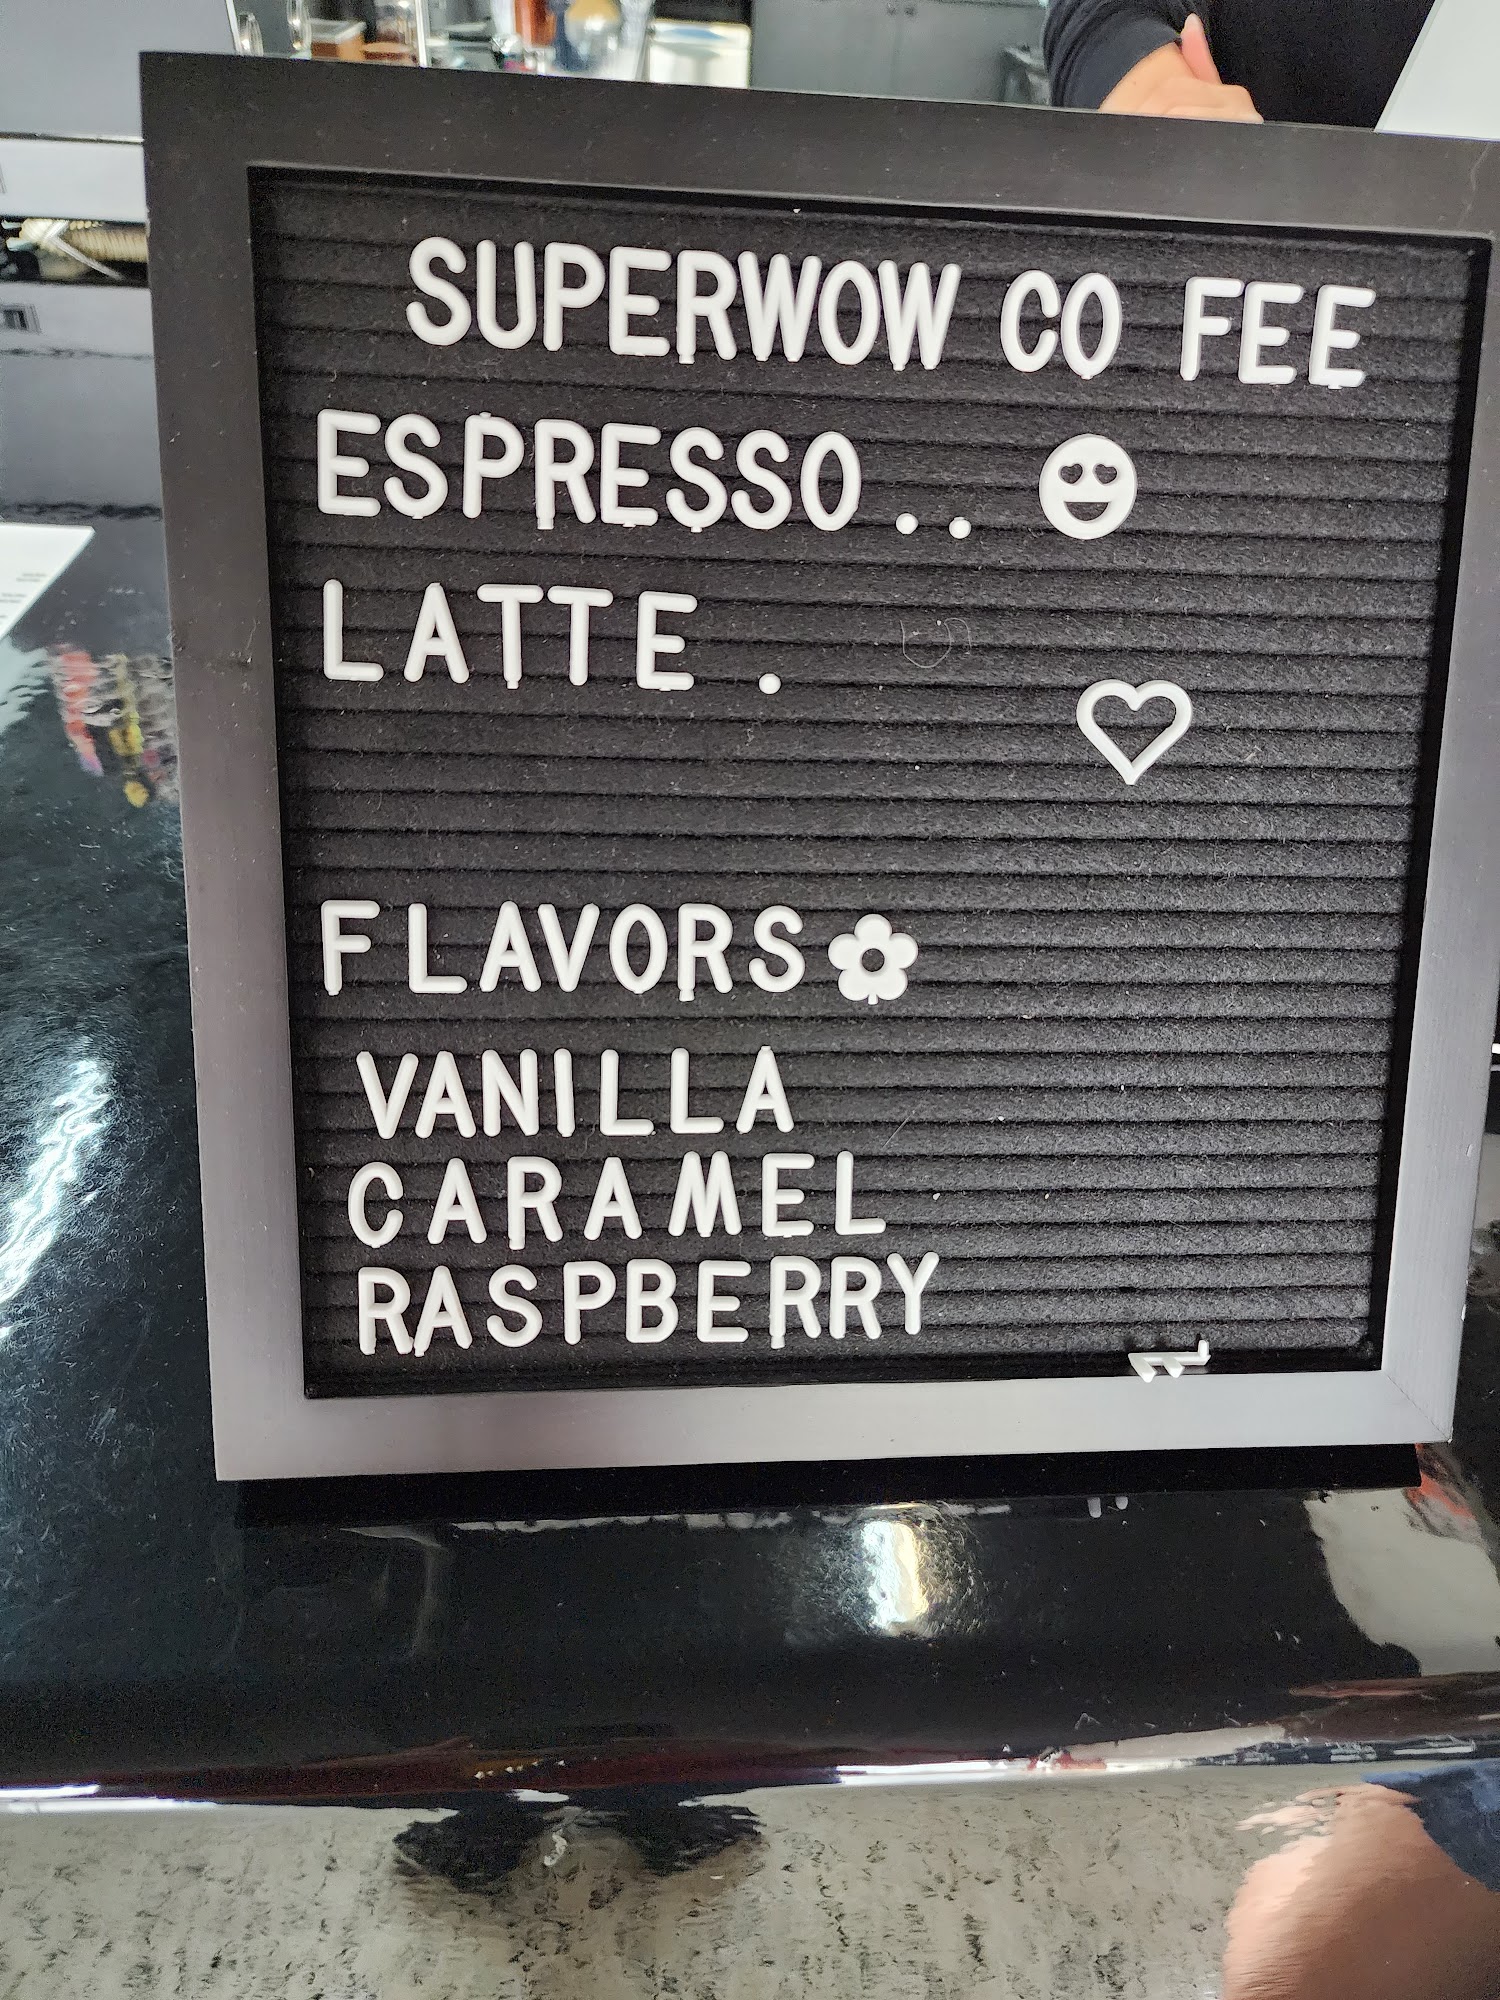 SUPERWOW CO FEE
ESPRESSO . . 😍
LATTE .
♡
FLAVORS
VANILLA
CARAMEL
RASPBERRY
F